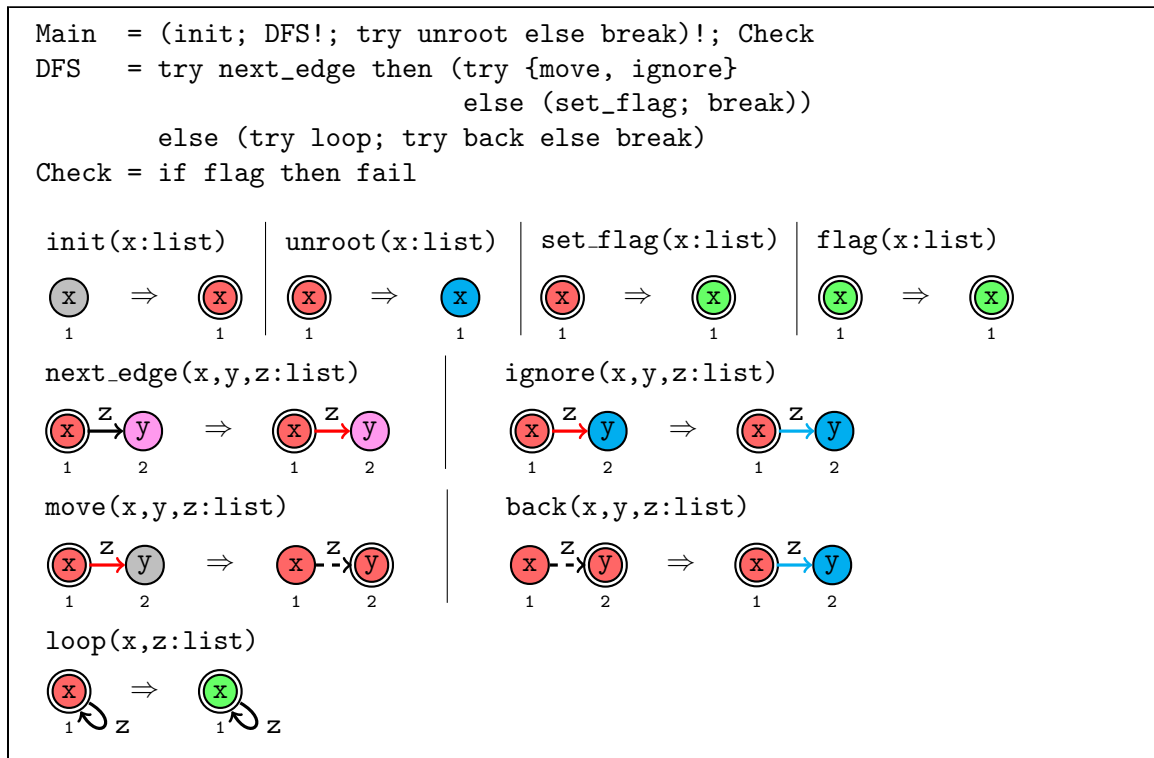 Main = (init; DFS!; try unroot else break)!; Check
DFS = try next_edge then (try {move, ignore}
else (set_flag; break))
else (try loop; try back else break)
Check = if flag then fail
init(x:list) unroot(x:list) set_flag(x:list) flag(x:list)
x ⇒ x x ⇒ x x ⇒ x x ⇒ x
1 1 1 1 1 1 1 1
next_edge(x,y,z:list) ignore(x,y,z:list)
x z y ⇒ x z y x z y ⇒ x z y
1 2 1 2 1 2 1 2
move(x,y,z:list) back(x,y,z:list)
x z y ⇒ x z y x z y ⇒ x z y
1 2 1 2 1 2 1 2
loop(x,z:list)
x ⇒ x
1 z 1 z